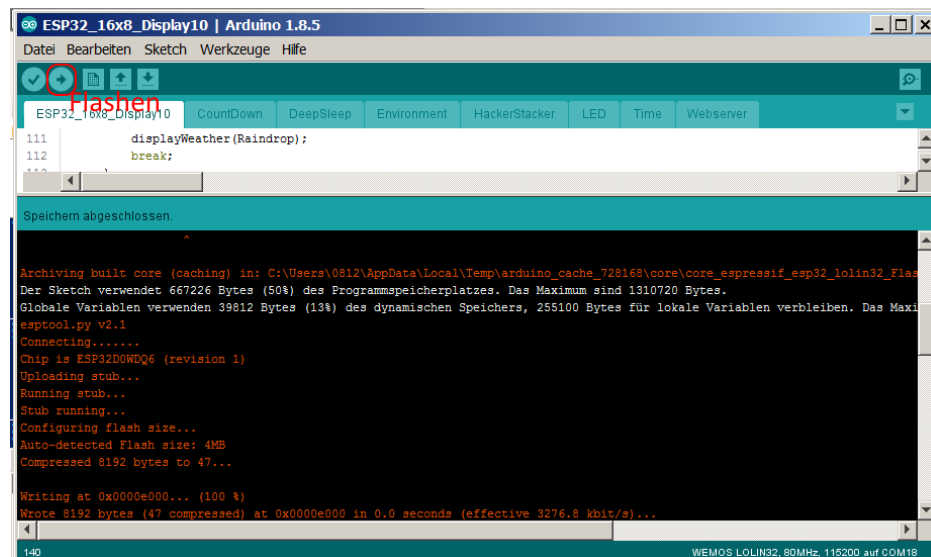 ESP32_16x8_Display10 | Arduino 1.8.5
Datei Bearbeiten Sketch Werkzeuge Hilfe
Flashen
ESP32_16x8_Display10 CountDown DeepSleep Environment HackerStacker LED Time Webserver
111 displayWeather(Raindrop);
112 break;
Speichern abgeschlossen.
^
Archiving built core (caching) in: C:\Users\0812\AppData\Local\Temp\arduino_cache_728168\core\core_espressif_esp32_lolin32_Flas
Der Sketch verwendet 667226 Bytes (50%) des Programmspeicherplatzes. Das Maximum sind 1310720 Bytes.
Globale Variablen verwenden 39812 Bytes (13%) des dynamischen Speichers, 255100 Bytes für lokale Variablen verbleiben. Das Maxi
esptool.py v2.1
Connecting.......
Chip is ESP32D0WDQ6 (revision 1)
Uploading stub...
Running stub...
Stub running...
Configuring flash size...
Auto-detected Flash size: 4MB
Compressed 8192 bytes to 47...
Writing at 0x0000e000... (100 %)
Wrote 8192 bytes (47 compressed) at 0x0000e000 in 0.0 seconds (effective 3276.8 kbit/s)...
140 WEMOS LOLIN32, 80MHz, 115200 auf COM18